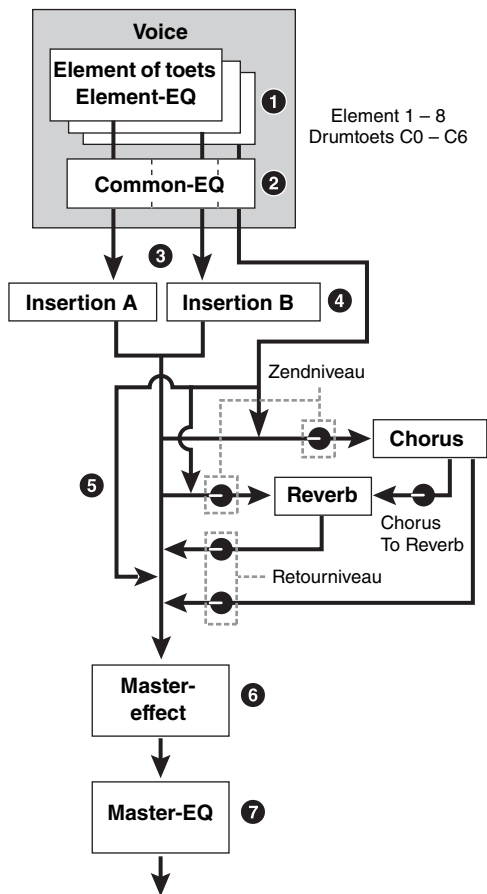 Voice
Element of toets
Element-EQ
1
Element 1 – 8
Drumtoets C0 – C6
Common-EQ
2
3
Insertion A
Insertion B
4
Zendniveau
Chorus
5
Reverb
Chorus
To Reverb
Retourniveau
Master-
effect
6
Master-EQ
7